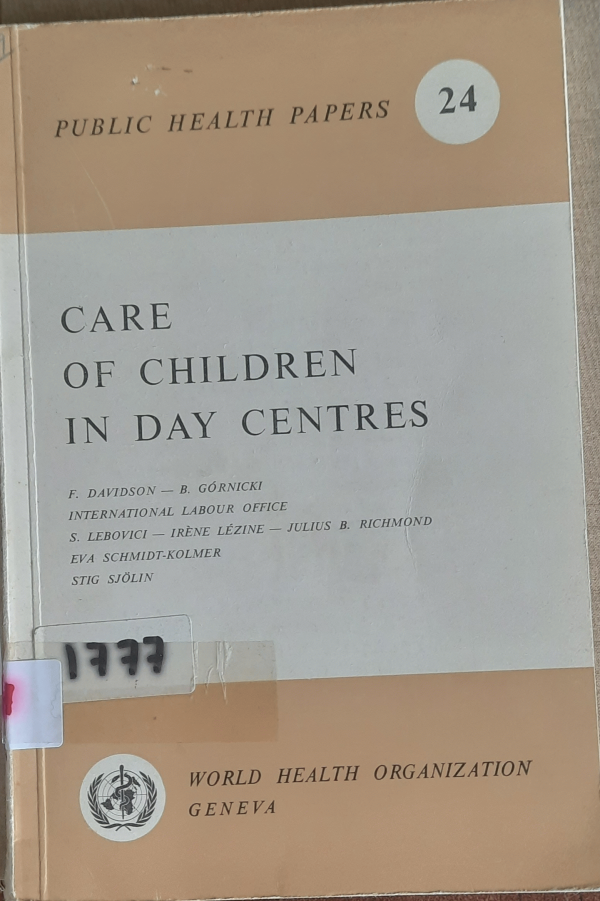 PUBLIC HEALTH PAPERS 24
CARE
OF CHILDREN
IN DAY CENTRES
F. DAVIDSON — B. GÓRNICKI
INTERNATIONAL LABOUR OFFICE
S. LEBOVICI — IRÈNE LÉZINE — JULIUS B. RICHMOND
EVA SCHMIDT-KOLMER
STIG SJÖLIN
1777
WORLD HEALTH ORGANIZATION
GENEVA